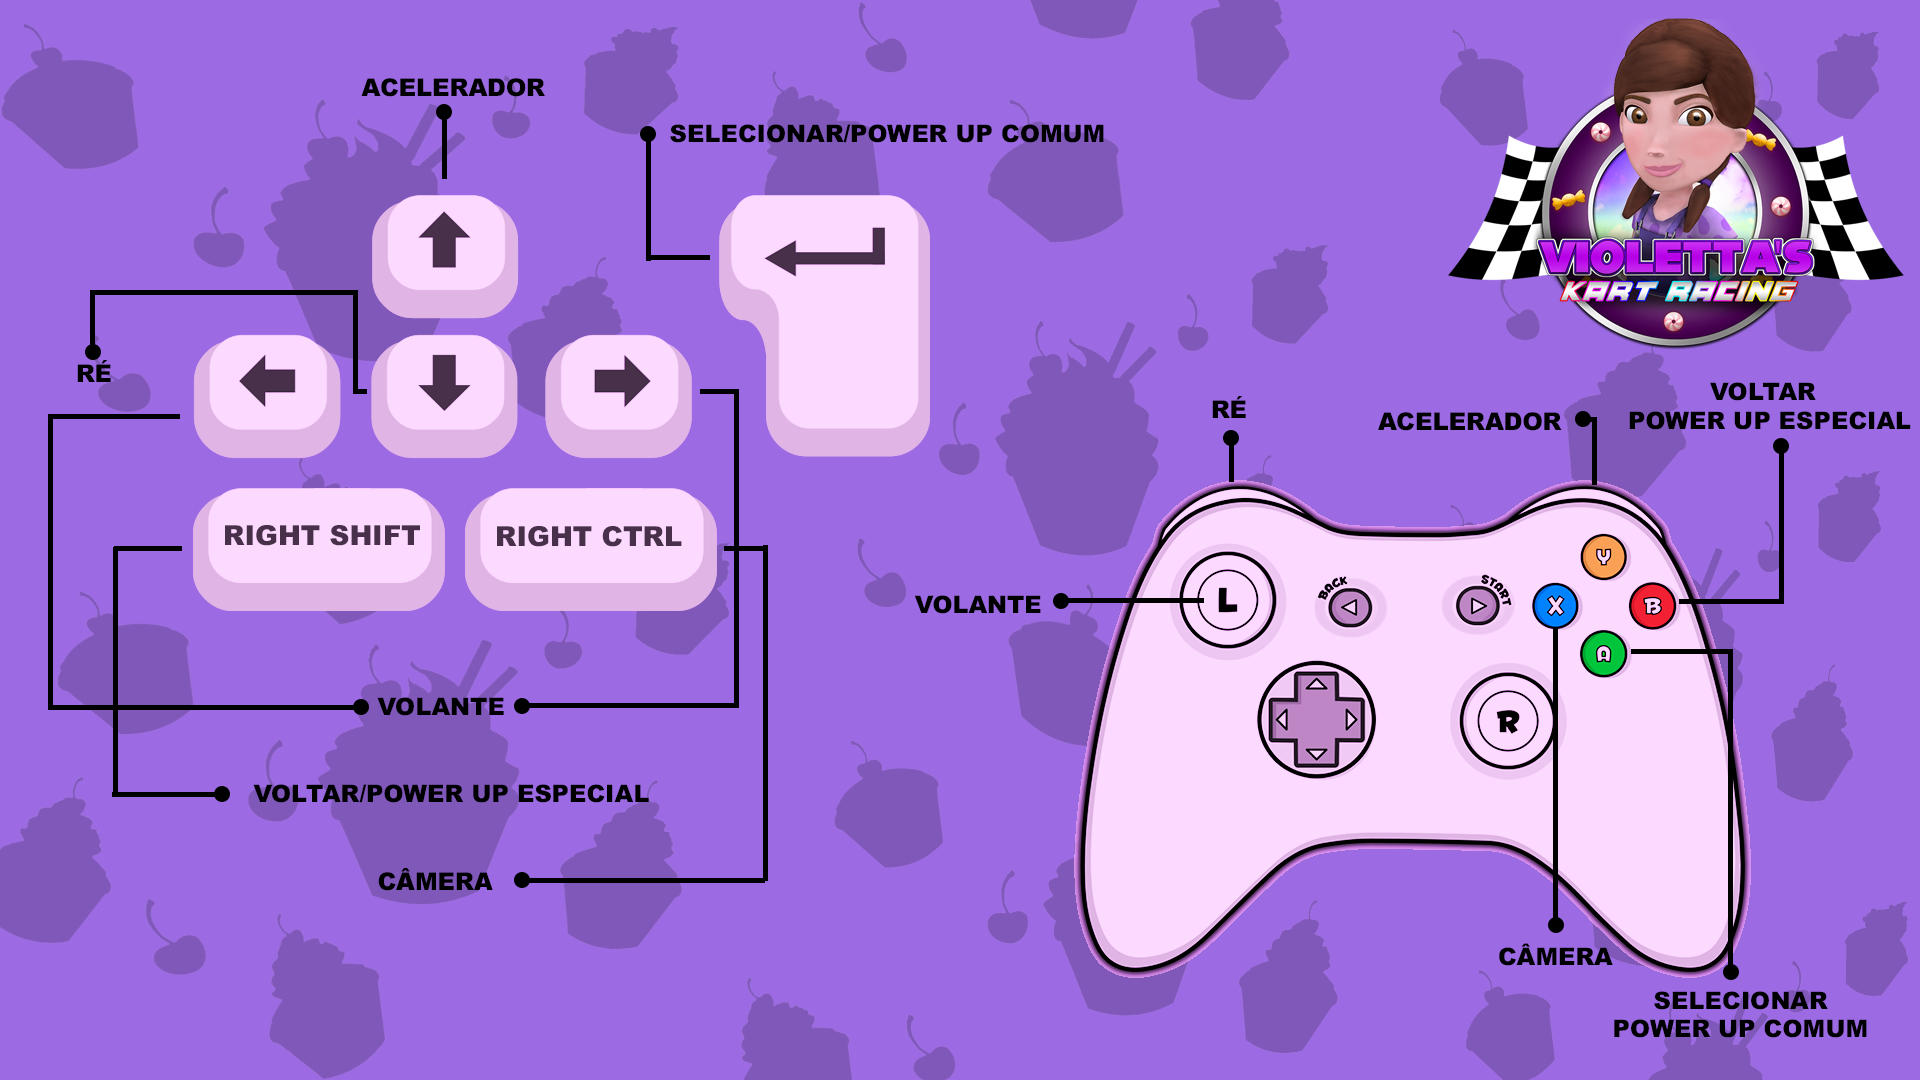 ACELERADOR
SELECIONAR/POWER UP COMUM
RÉ
RIGHT SHIFT
RIGHT CTRL
VOLANTE
VOLTAR/POWER UP ESPECIAL
CÂMERA
VIOLETTA'S
KART RACING
RÉ
ACELERADOR
VOLTAR
POWER UP ESPECIAL
VOLANTE
L
BACK
START
Y
X
B
A
R
CÂMERA
SELECIONAR
POWER UP COMUM